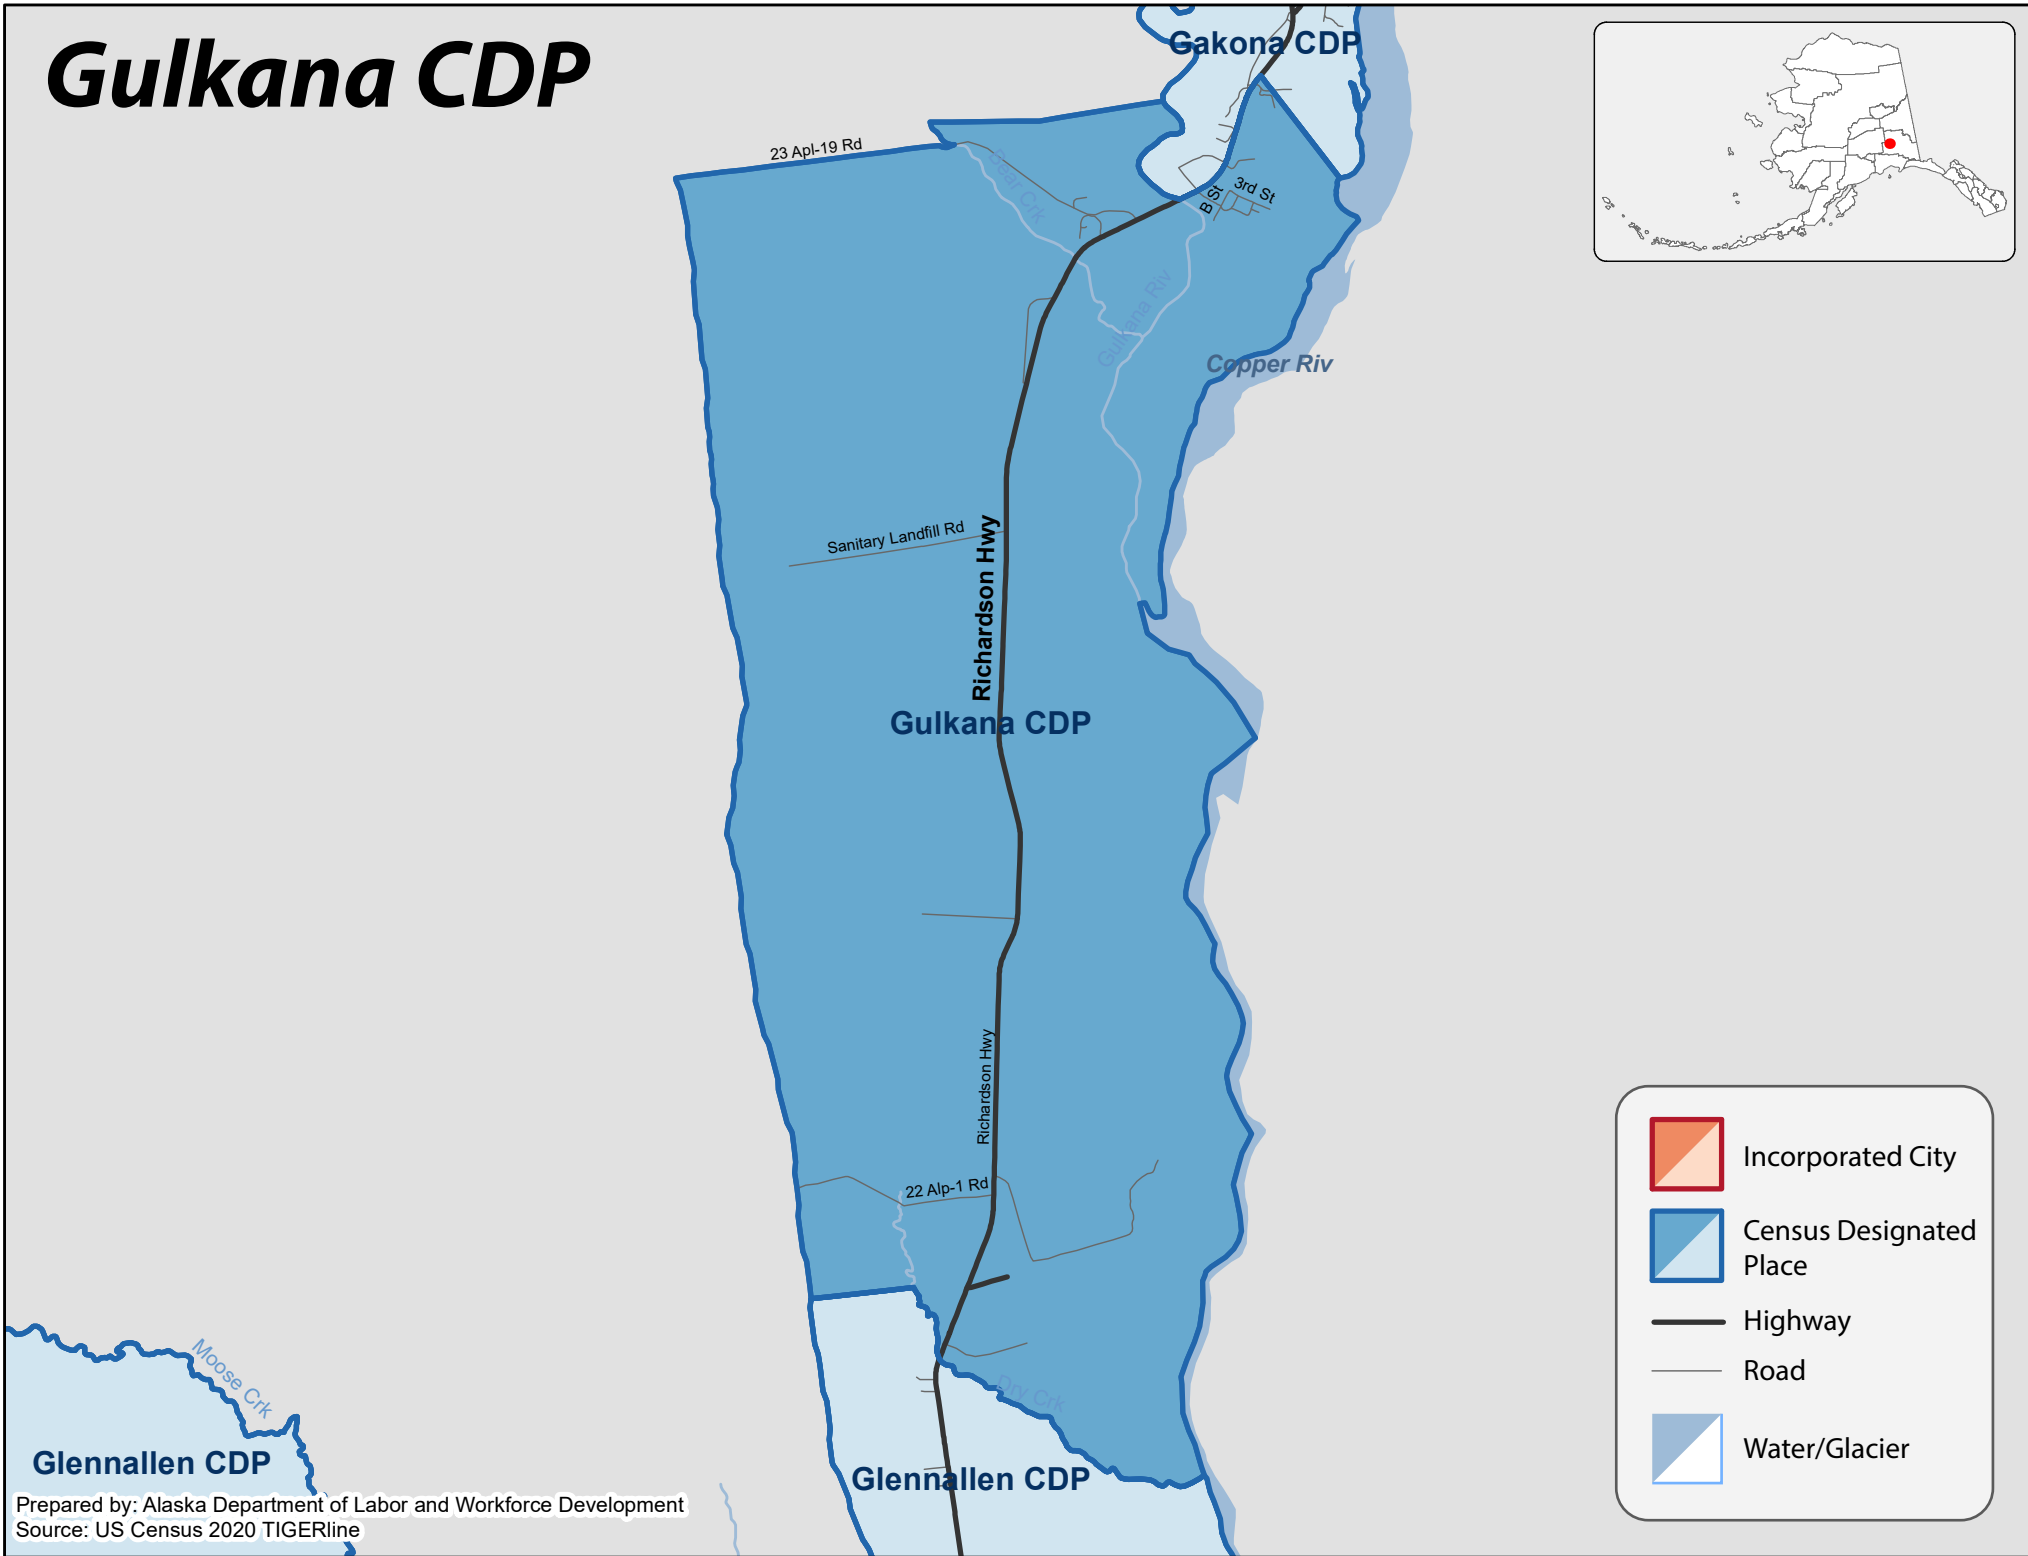 Gulkana CDP
Gakona CDP
23 Apl-19 Rd
Bear Crk
B St
3rd St
Gulkana Riv
Copper Riv
Sanitary Landfill Rd
Richardson Hwy
Gulkana CDP
Richardson Hwy
22 Alp-1 Rd
Moose Crk
Dry Crk
Glennallen CDP
Glennallen CDP
Prepared by: Alaska Department of Labor and Workforce Development
Source: US Census 2020 TIGERline
Incorporated City
Census Designated
Place
Highway
Road
Water/Glacier